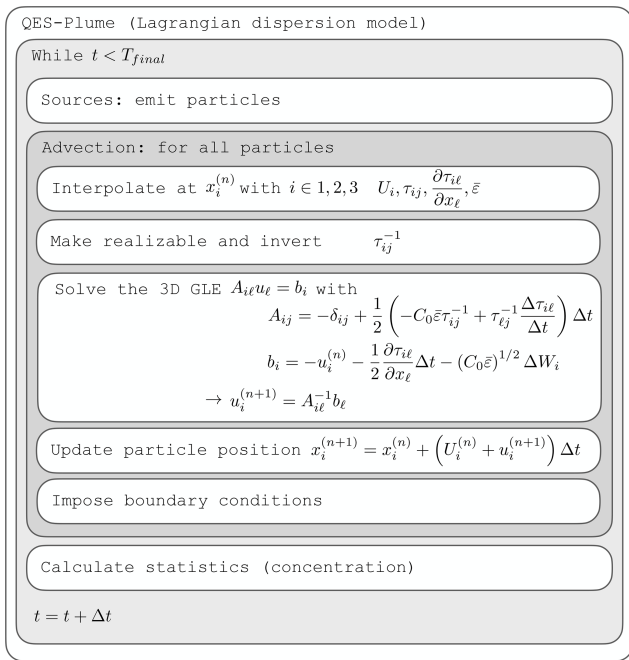 QES-Plume (Lagrangian dispersion model)
While $t < T_{final}$
Sources: emit particles
Advection: for all particles
Interpolate at $x_i^{(n)}$ with $i \in 1, 2, 3 \quad U_i, \tau_{ij}, \frac{\partial \tau_{i\ell}}{\partial x_\ell}, \bar{\varepsilon}$
Make realizable and invert $\tau_{ij}^{-1}$
Solve the 3D GLE $A_{i\ell} u_\ell = b_i$ with
$A_{ij} = -\delta_{ij} + \frac{1}{2} \left( -C_0 \bar{\varepsilon} \tau_{ij}^{-1} + \tau_{\ell j}^{-1} \frac{\Delta \tau_{i\ell}}{\Delta t} \right) \Delta t$
$b_i = -u_i^{(n)} - \frac{1}{2} \frac{\partial \tau_{i\ell}}{\partial x_\ell} \Delta t - (C_0 \bar{\varepsilon})^{1/2} \Delta W_i$
$\rightarrow u_i^{(n+1)} = A_{i\ell}^{-1} b_\ell$
Update particle position $x_i^{(n+1)} = x_i^{(n)} + \left( U_i^{(n)} + u_i^{(n+1)} \right) \Delta t$
Impose boundary conditions
Calculate statistics (concentration)
$t = t + \Delta t$